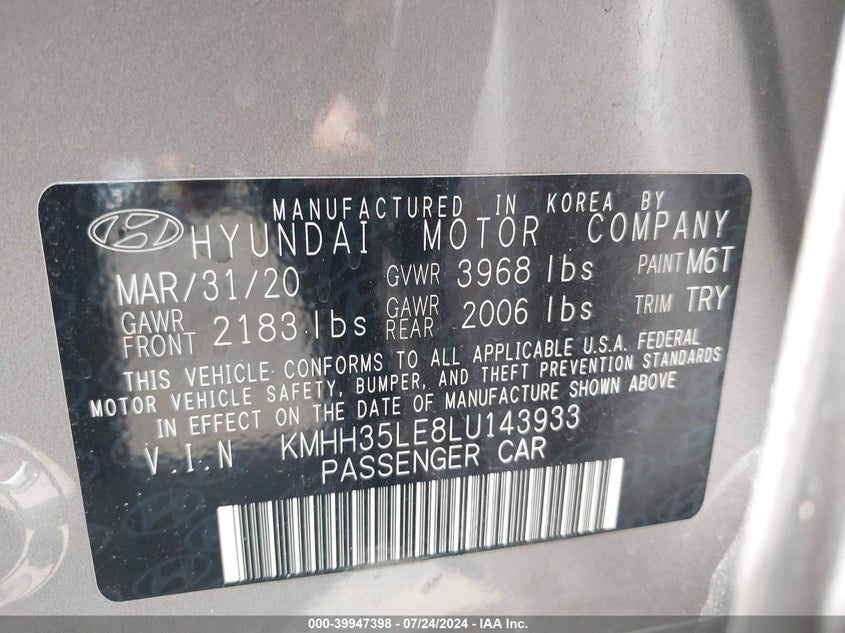 MANUFACTURED IN KOREA BY
HYUNDAI MOTOR COMPANY
MAR/31/20 GVWR 3968 lbs PAINT M6T
GAWR FRONT 2183 lbs GAWR REAR 2006 lbs TRIM TRY
THIS VEHICLE CONFORMS TO ALL APPLICABLE U.S.A. FEDERAL
MOTOR VEHICLE SAFETY, BUMPER, AND THEFT PREVENTION STANDARDS
IN EFFECT ON THE DATE OF MANUFACTURE SHOWN ABOVE
V.I.N KMHH35LE8LU143933
PASSENGER CAR
000-39947398 - 07/24/2024 - IAA Inc.